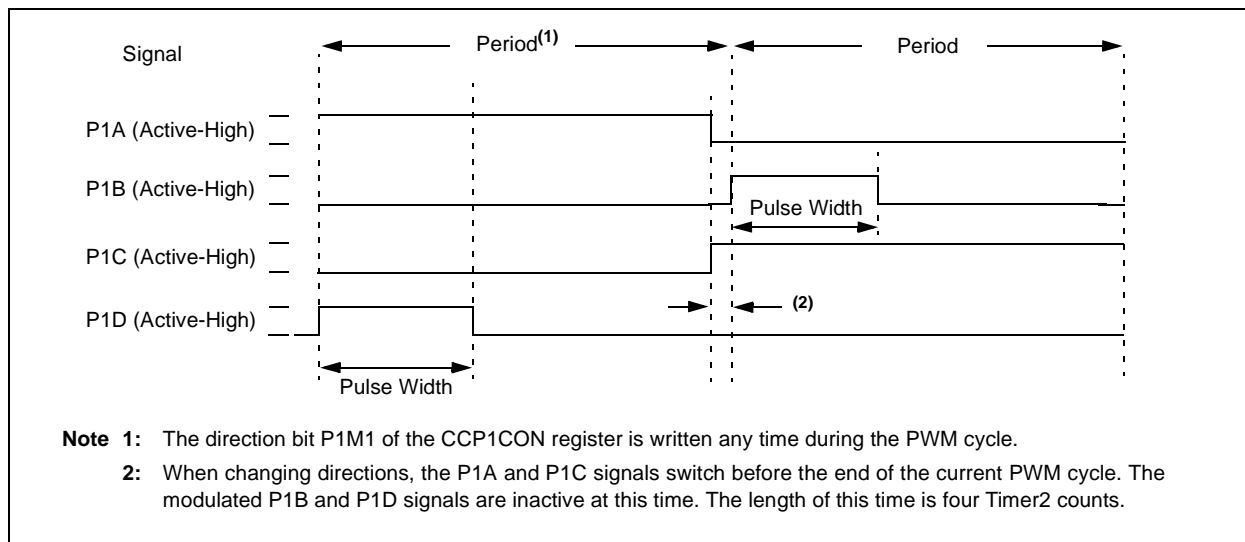 Signal
Period(1)
Period
P1A (Active-High)
P1B (Active-High)
Pulse Width
P1C (Active-High)
(2)
P1D (Active-High)
Pulse Width
Note 1: The direction bit P1M1 of the CCP1CON register is written any time during the PWM cycle.
2: When changing directions, the P1A and P1C signals switch before the end of the current PWM cycle. The
modulated P1B and P1D signals are inactive at this time. The length of this time is four Timer2 counts.